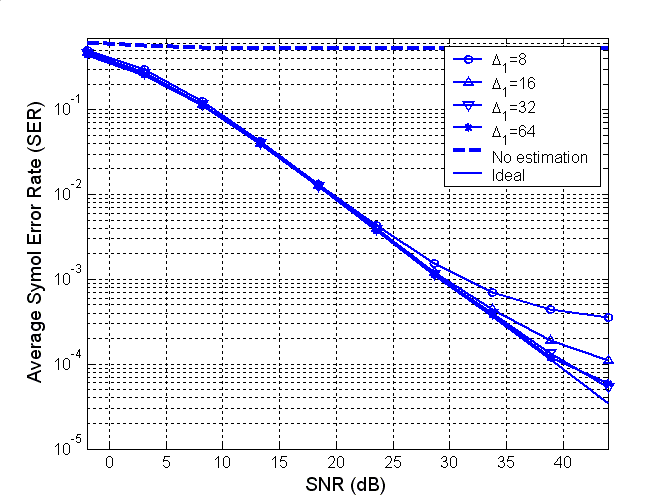 Δ1=8
Δ1=16
Δ1=32
Δ1=64
No estimation
Ideal
Average Symol Error Rate (SER)
10-1
10-2
10-3
10-4
10-5
0 5 10 15 20 25 30 35 40
SNR (dB)